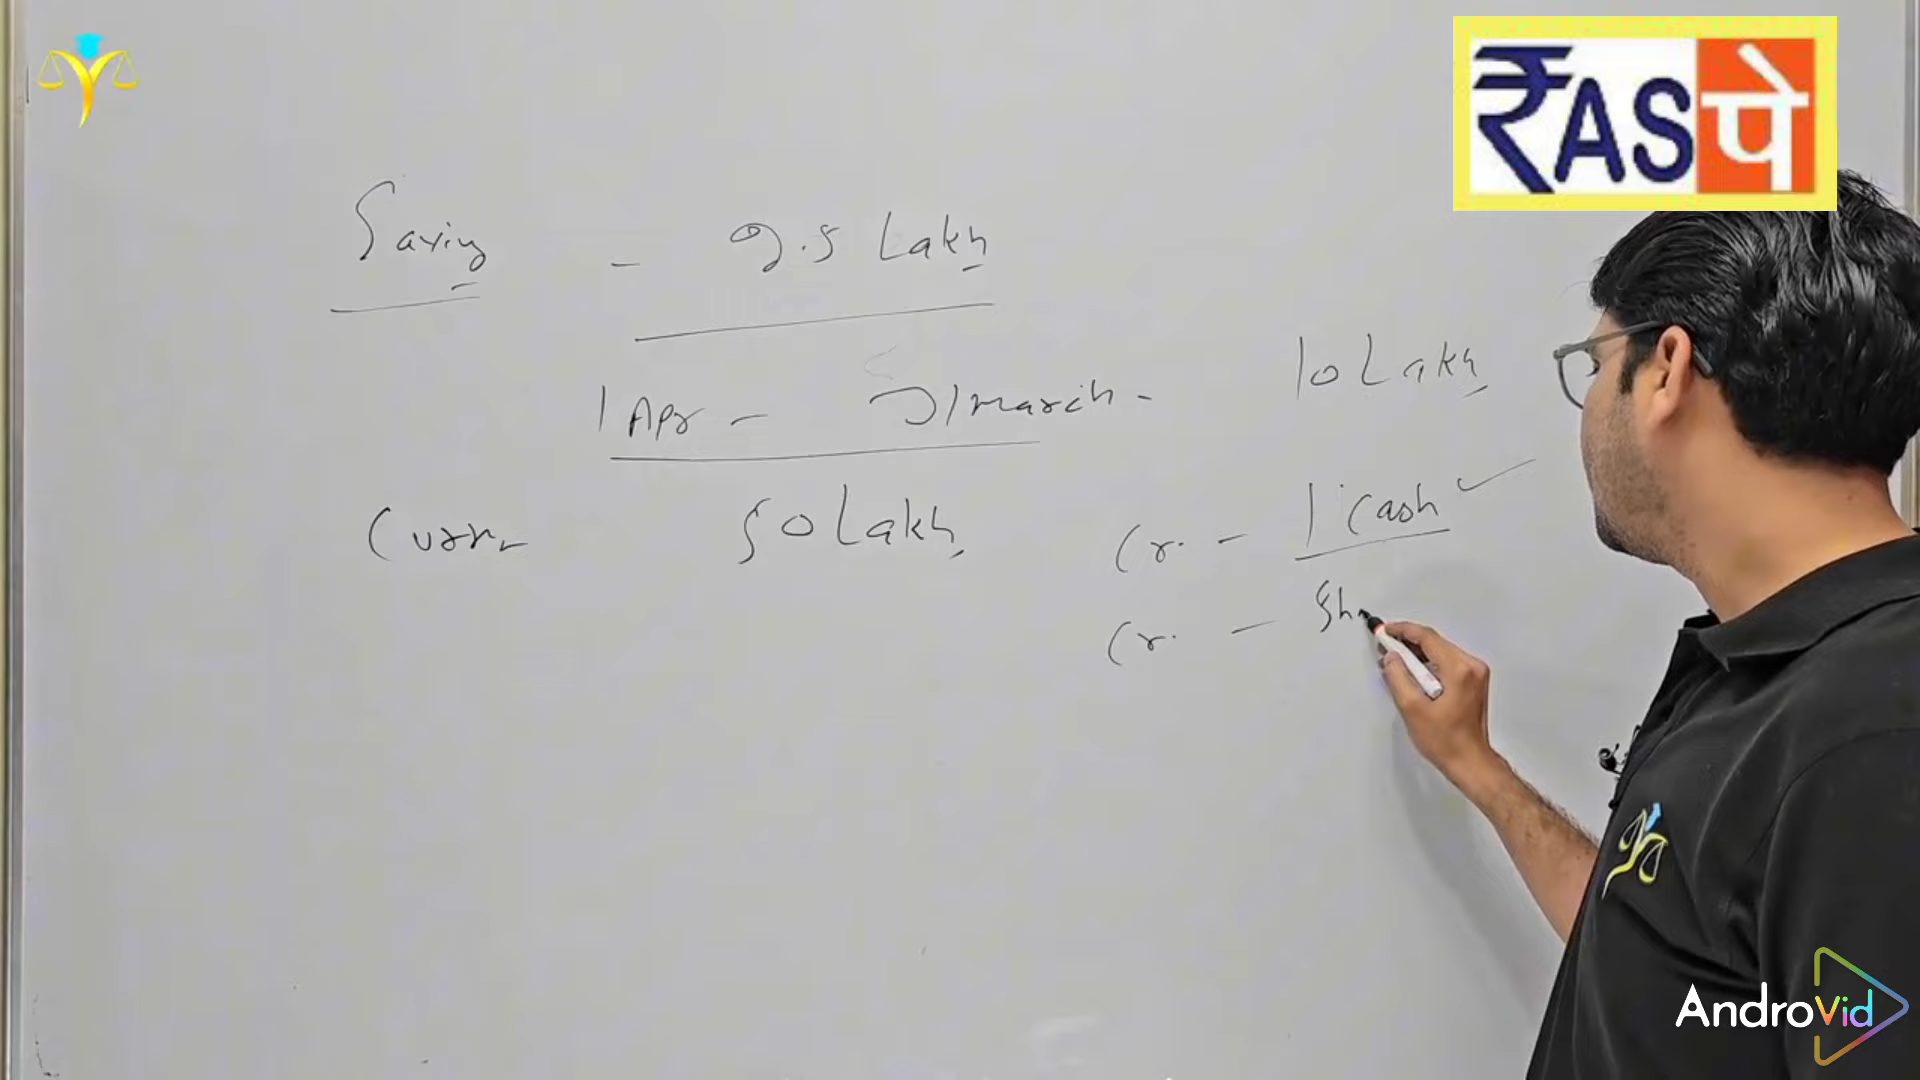 ₹ASपे
Saving - 2.5 Lakh
1 Apr - 31 march -
10 Lakh
Curr 50 Lakh
Cr. - 1 Cash
Cr. - Sh
AndroVid